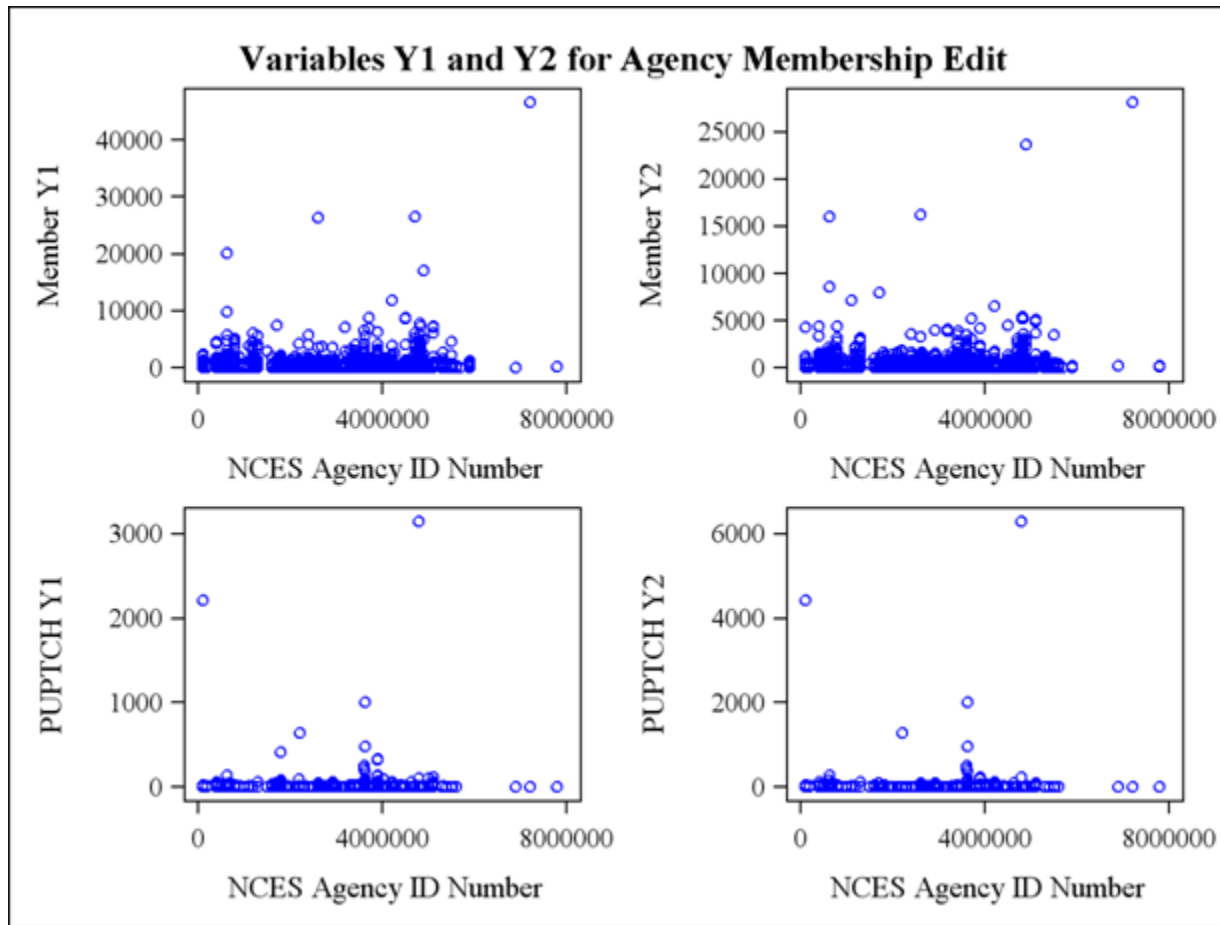 Variables Y1 and Y2 for Agency Membership Edit
Member Y1
40000
30000
20000
10000
0
0 4000000 8000000
NCES Agency ID Number
Member Y2
25000
20000
15000
10000
5000
0
0 4000000 8000000
NCES Agency ID Number
PUPTCH Y1
3000
2000
1000
0
0 4000000 8000000
NCES Agency ID Number
PUPTCH Y2
6000
4000
2000
0
0 4000000 8000000
NCES Agency ID Number